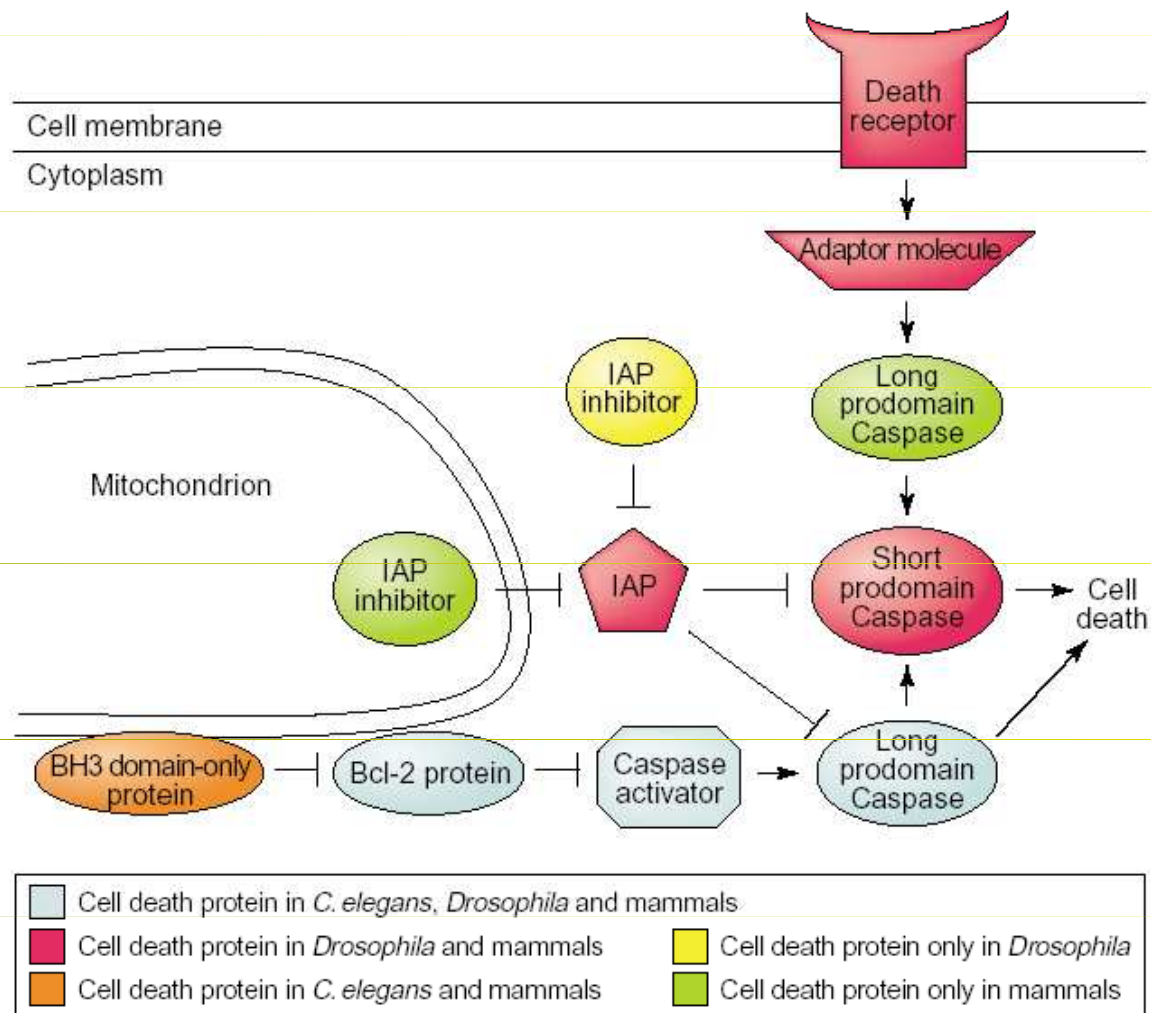 Death
receptor
Cell membrane
Cytoplasm
Adaptor molecule
IAP
inhibitor
Long
prodomain
Caspase
Mitochondrion
IAP
inhibitor
IAP
Short
prodomain
Caspase
Cell
death
BH3 domain-only
protein
Bcl-2 protein
Caspase
activator
Long
prodomain
Caspase
Cell death protein in C. elegans, Drosophila and mammals
Cell death protein in Drosophila and mammals
Cell death protein only in Drosophila
Cell death protein in C. elegans and mammals
Cell death protein only in mammals